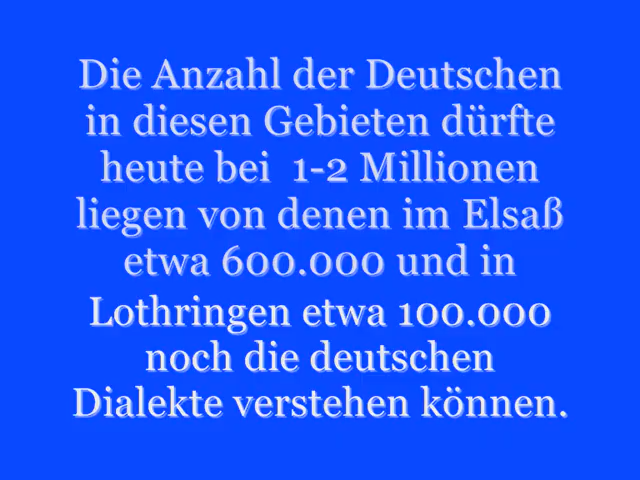 Die Anzahl der Deutschen
in diesen Gebieten dürfte
heute bei  1-2 Millionen
liegen von denen im Elsaß
etwa 600.000 und in
Lothringen etwa 100.000
noch die deutschen
Dialekte verstehen können.